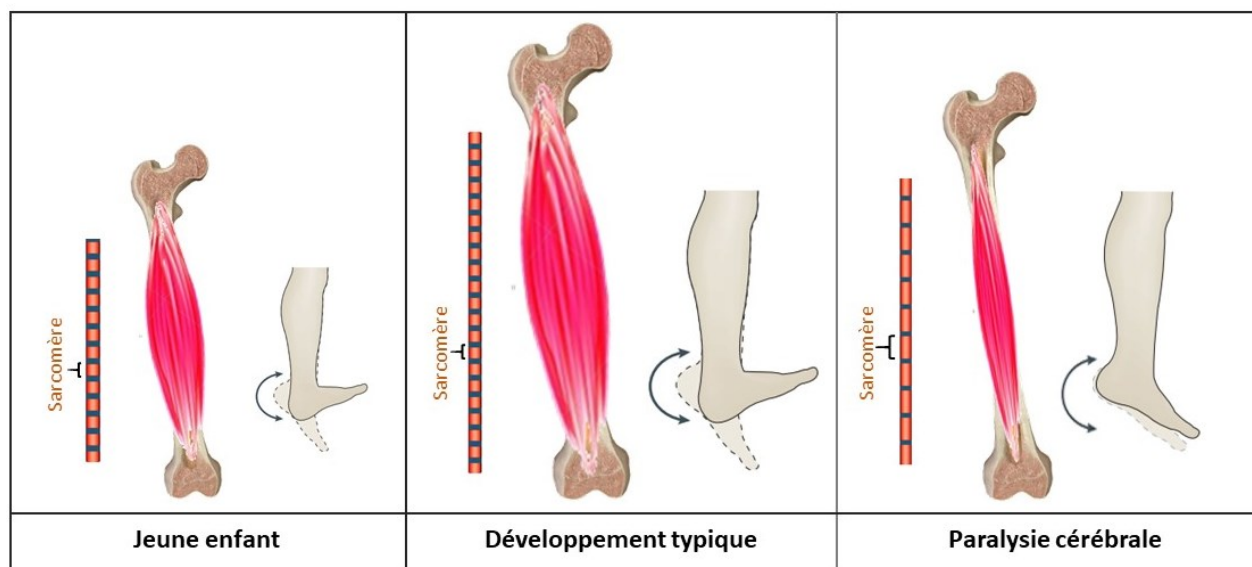 Sarcomère
Sarcomère
Sarcomère
Jeune enfant
Développement typique
Paralysie cérébrale